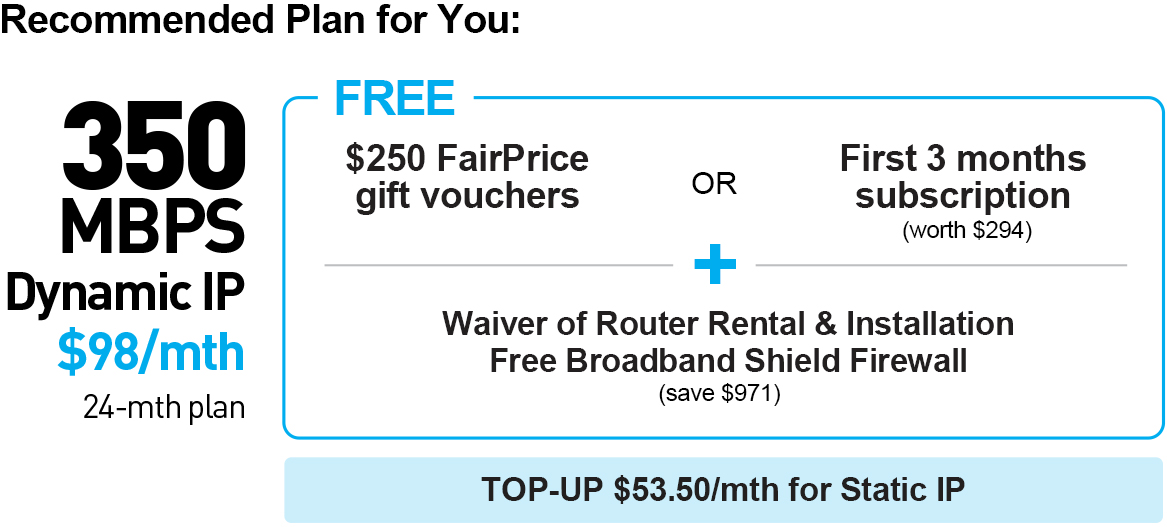 Recommended Plan for You:
350
MBPS
Dynamic IP
$98/mth
24-mth plan
FREE
$250 FairPrice
gift vouchers
OR
First 3 months
subscription
(worth $294)
+
Waiver of Router Rental & Installation
Free Broadband Shield Firewall
(save $971)
TOP-UP $53.50/mth for Static IP